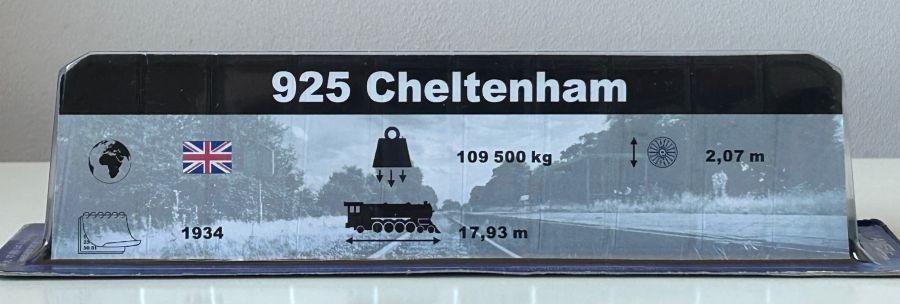 925 Cheltenham
109 500 kg
2,07 m
1934
17,93 m